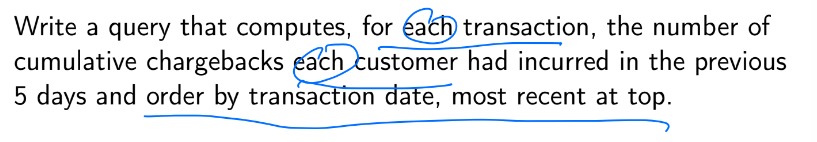 Write a query that computes, for each transaction, the number of
cumulative chargebacks each customer had incurred in the previous
5 days and order by transaction date, most recent at top.